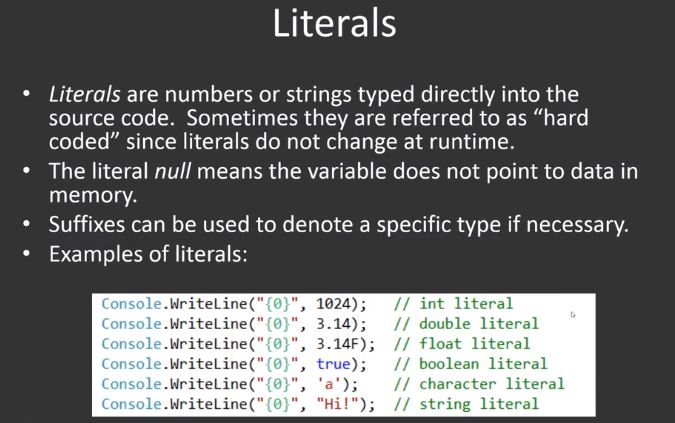 Literals
• Literals are numbers or strings typed directly into the
source code.  Sometimes they are referred to as “hard
coded” since literals do not change at runtime.
• The literal null means the variable does not point to data in
memory.
• Suffixes can be used to denote a specific type if necessary.
• Examples of literals:
Console.WriteLine("{0}", 1024);   // int literal
Console.WriteLine("{0}", 3.14);   // double literal
Console.WriteLine("{0}", 3.14F);  // float literal
Console.WriteLine("{0}", true);   // boolean literal
Console.WriteLine("{0}", 'a');    // character literal
Console.WriteLine("{0}", "Hi!");  // string literal